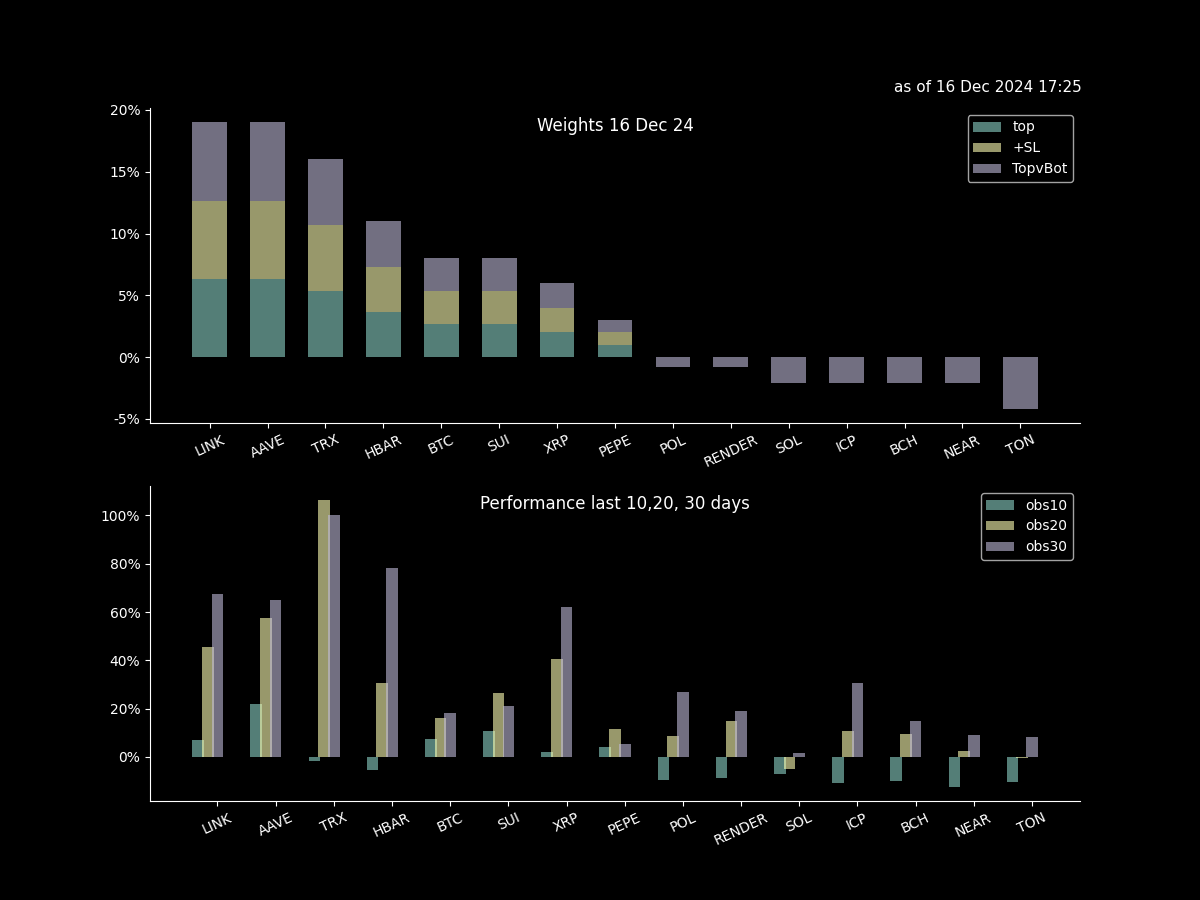 as of 16 Dec 2024 17:25
Weights 16 Dec 24
top
+SL
TopvBot
20%
15%
10%
5%
0%
-5%
LINK AAVE TRX HBAR BTC SUI XRP PEPE POL RENDER SOL ICP BCH NEAR TON
Performance last 10,20, 30 days
obs10
obs20
obs30
100%
80%
60%
40%
20%
0%
LINK AAVE TRX HBAR BTC SUI XRP PEPE POL RENDER SOL ICP BCH NEAR TON